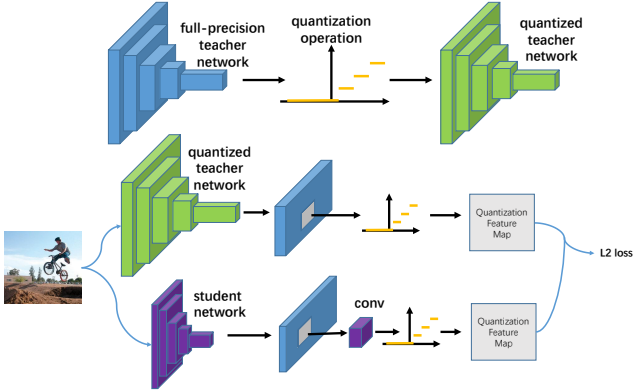 full-precision
teacher
network
quantization
operation
quantized
teacher
network
quantized
teacher
network
Quantization
Feature
Map
L2 loss
student
network
conv
Quantization
Feature
Map